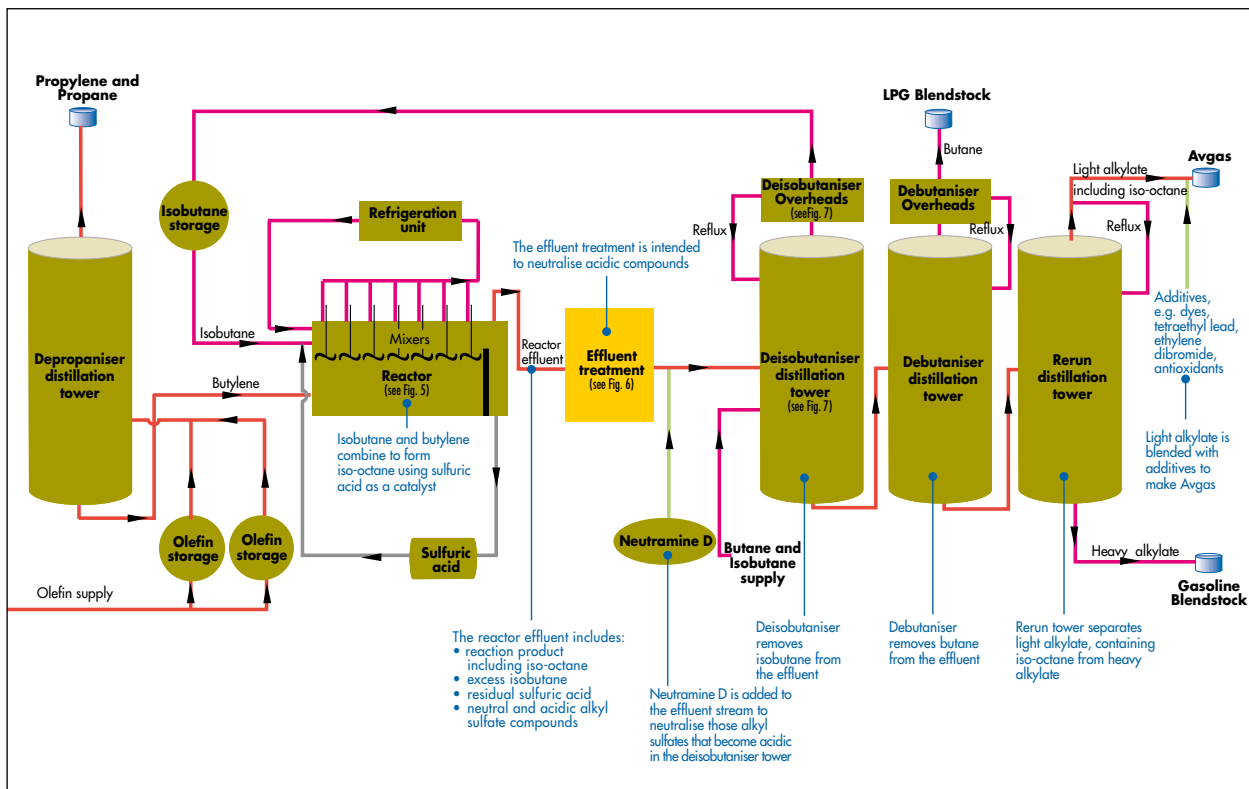 Propylene and
Propane
Isobutane
storage
Refrigeration
unit
Depropaniser
distillation
tower
Isobutane
Butylene
Mixers
Reactor
(see Fig. 5)
Isobutane and butylene
combine to form
iso-octane using sulfuric
acid as a catalyst
Olefin
storage
Olefin
storage
Olefin supply
Sulfuric
acid
Reactor
effluent
The effluent treatment is intended
to neutralise acidic compounds
Effluent
treatment
(see Fig. 6)
The reactor effluent includes:
• reaction product
including iso-octane
• excess isobutane
• residual sulfuric acid
• neutral and acidic alkyl
sulfate compounds
Neutramine D
Neutramine D is added to
the effluent stream to
neutralise those alkyl
sulfates that become acidic
in the deisobutaniser tower
Butane and
Isobutane
supply
Deisobutaniser
Overheads
(seeFig. 7)
Reflux
Deisobutaniser
distillation
tower
(see Fig. 7)
Deisobutaniser
removes
isobutane from
the effluent
LPG Blendstock
Butane
Debutaniser
Overheads
Reflux
Debutaniser
distillation
tower
Debutaniser
removes butane
from the effluent
Light alkylate
including iso-octane
Reflux
Avgas
Rerun
distillation
tower
Additives,
e.g. dyes,
tetraethyl lead,
ethylene
dibromide,
antioxidants
Light alkylate is
blended with
additives to
make Avgas
Heavy alkylate
Gasoline
Blendstock
Rerun tower separates
light alkylate, containing
iso-octane from heavy
alkylate